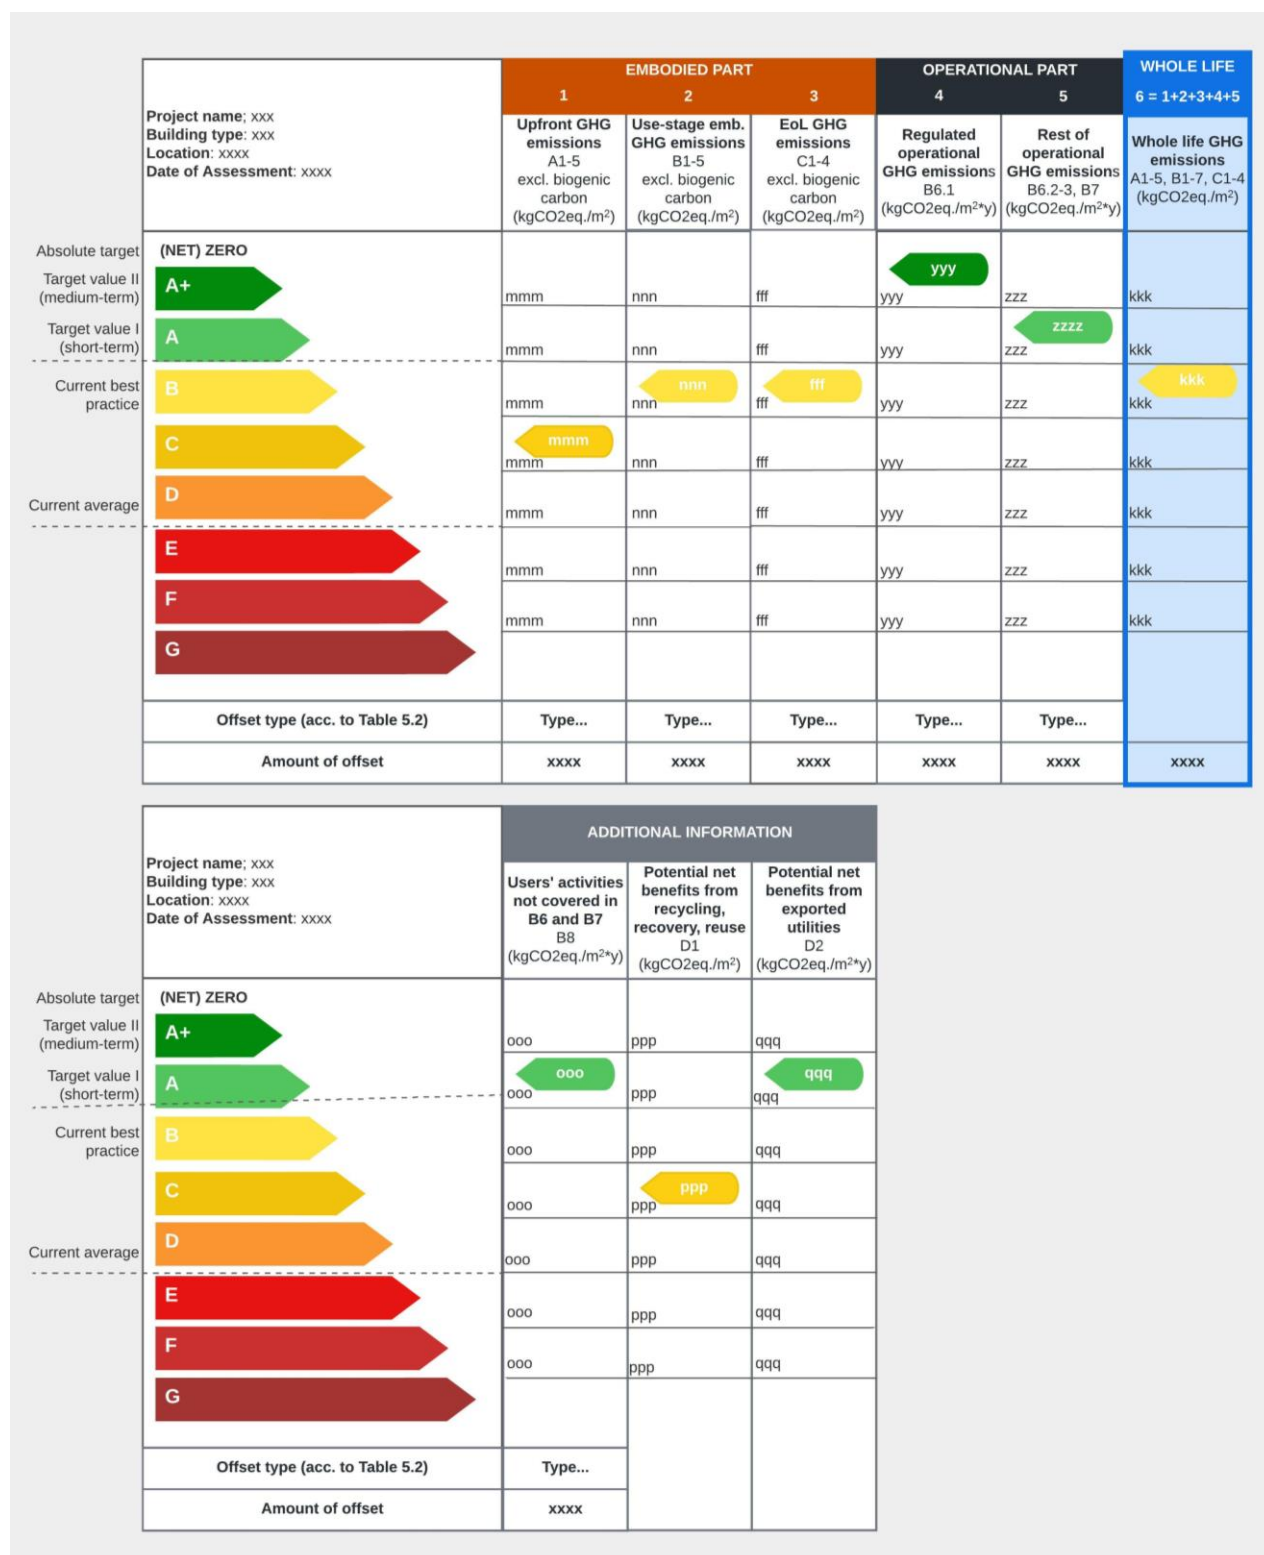 EMBODIED PART
OPERATIONAL PART
WHOLE LIFE
1
2
3
4
5
6 = 1+2+3+4+5
Project name; xxx
Building type: xxx
Location: xxxx
Date of Assessment: xxxx
Upfront GHG
emissions
A1-5
excl. biogenic
carbon
(kgCO2eq./m²)
Use-stage emb.
GHG emissions
B1-5
excl. biogenic
carbon
(kgCO2eq./m²)
EoL GHG
emissions
C1-4
excl. biogenic
carbon
(kgCO2eq./m²)
Regulated
operational
GHG emissions
B6.1
(kgCO2eq./m²*y)
Rest of
operational
GHG emissions
B6.2-3, B7
(kgCO2eq./m²*y)
Whole life GHG
emissions
A1-5, B1-7, C1-4
(kgCO2eq./m²)
Absolute target
(NET) ZERO
Target value II
(medium-term)
A+
yyy
mmm
nnn
fff
yyy
zzz
kkk
Target value I
(short-term)
A
zzzz
mmm
nnn
fff
yyy
zzz
kkk
Current best
practice
B
nnn
fff
kkk
mmm
nnn
fff
yyy
zzz
kkk
C
mmm
mmm
nnn
fff
yyy
zzz
kkk
Current average
D
mmm
nnn
fff
yyy
zzz
kkk
E
mmm
nnn
fff
yyy
zzz
kkk
F
mmm
nnn
fff
yyy
zzz
kkk
G
Offset type (acc. to Table 5.2)
Type...
Type...
Type...
Type...
Type...
Amount of offset
xxxx
xxxx
xxxx
xxxx
xxxx
xxxx
ADDITIONAL INFORMATION
Project name; xxx
Building type: xxx
Location: xxxx
Date of Assessment: xxxx
Users' activities
not covered in
B6 and B7
B8
(kgCO2eq./m²*y)
Potential net
benefits from
recycling,
recovery, reuse
D1
(kgCO2eq./m²)
Potential net
benefits from
exported
utilities
D2
(kgCO2eq./m²*y)
Absolute target
(NET) ZERO
Target value II
(medium-term)
A+
ooo
ppp
qqq
Target value I
(short-term)
A
ooo
qqq
ooo
ppp
qqq
Current best
practice
B
ooo
ppp
qqq
C
ppp
ooo
ppp
qqq
Current average
D
ooo
ppp
qqq
E
ooo
ppp
qqq
F
ooo
ppp
qqq
G
Offset type (acc. to Table 5.2)
Type...
Amount of offset
xxxx